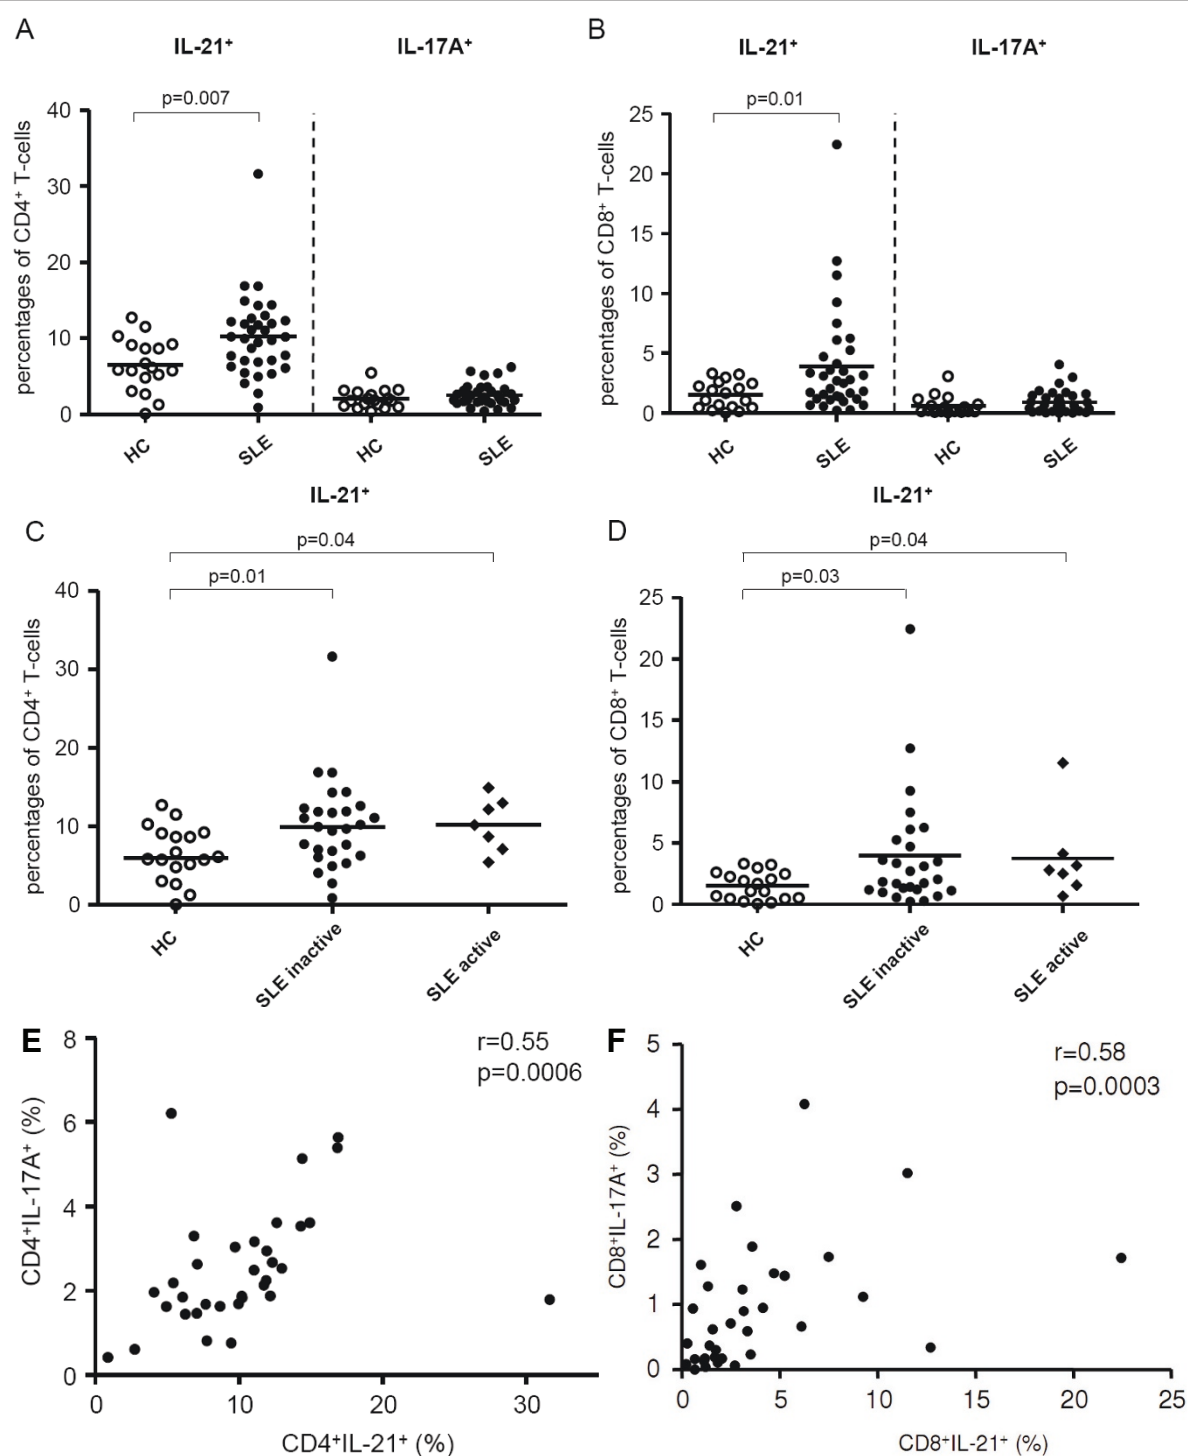 A
IL-21⁺
IL-17A⁺
p=0.007
percentages of CD4⁺ T-cells
40
30
20
10
0
HC
SLE
HC
SLE
B
IL-21⁺
IL-17A⁺
p=0.01
percentages of CD8⁺ T-cells
25
20
15
10
5
0
HC
SLE
HC
SLE
C
IL-21⁺
p=0.04
p=0.01
percentages of CD4⁺ T-cells
40
30
20
10
0
HC
SLE inactive
SLE active
D
IL-21⁺
p=0.04
p=0.03
percentages of CD8⁺ T-cells
25
20
15
10
5
0
HC
SLE inactive
SLE active
E
r=0.55
p=0.0006
CD4⁺IL-17A⁺ (%)
8
6
4
2
0
0
10
20
30
CD4⁺IL-21⁺ (%)
F
r=0.58
p=0.0003
CD8⁺IL-17A⁺ (%)
5
4
3
2
1
0
0
5
10
15
20
25
CD8⁺IL-21⁺ (%)